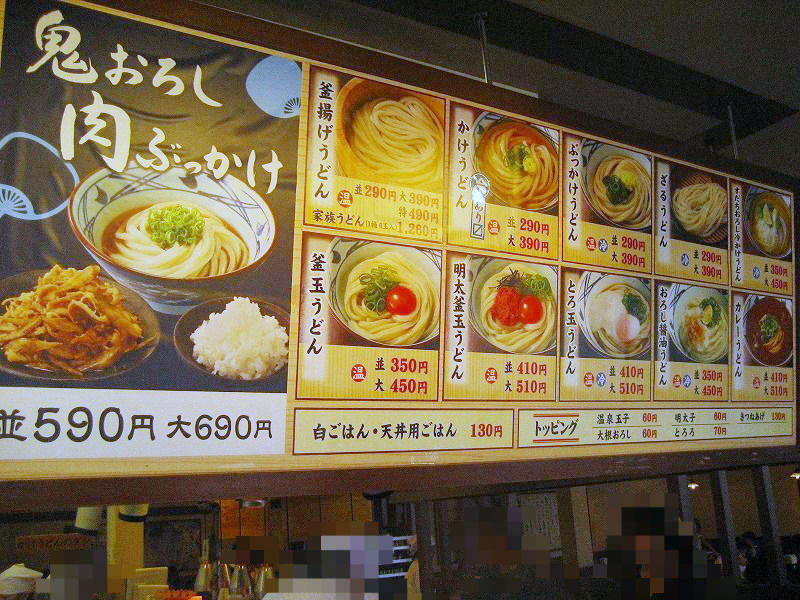 鬼おろし
肉ぶっかけ
並590円 大690円
釜揚げうどん
温 並290円 大390円
特490円
家族うどん(1桶4玉入) 1,260円
かけうどん
温 並 290円
大 390円
ぶっかけうどん
温 冷 並 290円
大 390円
ざるうどん
冷 並 290円
大 390円
すだちおろし冷かけうどん
冷 並 350円
大 450円
釜玉うどん
温 並 350円
大 450円
明太釜玉うどん
温 並 410円
大 510円
とろ玉うどん
温 冷 並 410円
大 510円
おろし醤油うどん
温 冷 並 350円
大 450円
カレーうどん
温 並 410円
大 510円
白ごはん・天丼用ごはん 130円
トッピング
温泉玉子 60円 明太子 60円 きつねあげ 130円
大根おろし 60円 とろろ 70円